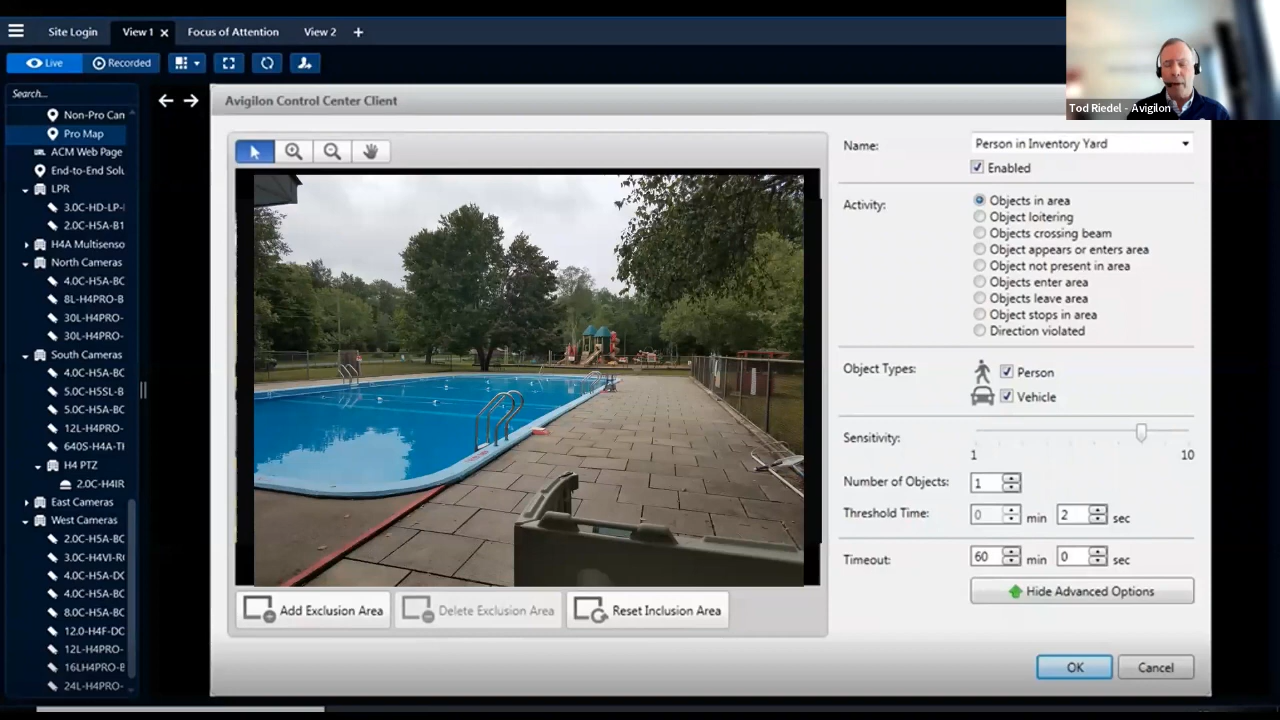 Site Login View 1 Focus of Attention View 2
Live Recorded
Search...
Non-Pro Can
Pro Map
ACM Web Page
End-to-End Solu
LPR
3.0C-HD-LP-
2.0C-H5A-B1
H4A Multisenso
North Cameras
4.0C-H5A-BC
8L-H4PRO-B
30L-H4PRO-
30L-H4PRO-
South Cameras
4.0C-H5A-BC
5.0C-H5SL-B
5.0C-H5A-BC
12L-H4PRO-
640S-H4A-TH
H4 PTZ
2.0C-H4IR
East Cameras
West Cameras
2.0C-H5A-BC
3.0C-H4VI-R
4.0C-H5A-DC
4.0C-H5A-BC
8.0C-H5A-BC
12.0-H4F-DC
12L-H4PRO-
16LH4PRO-B
24L-H4PRO-
Avigilon Control Center Client
Tod Riedel - Avigilon
Name: Person in Inventory Yard
Enabled
Activity: Objects in area
Object loitering
Objects crossing beam
Object appears or enters area
Object not present in area
Objects enter area
Objects leave area
Object stops in area
Direction violated
Object Types: Person
Vehicle
Sensitivity:
1 10
Number of Objects: 1
Threshold Time: 0 min 2 sec
Timeout: 60 min 0 sec
Hide Advanced Options
Add Exclusion Area Delete Exclusion Area Reset Inclusion Area
OK Cancel